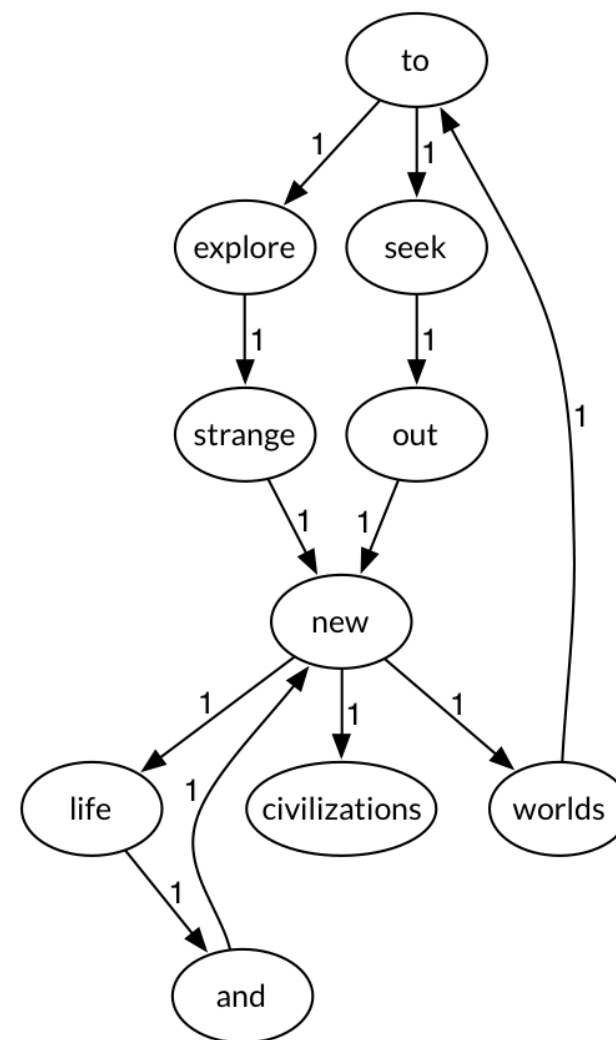 to
1 1
explore seek
1 1
strange out
1
1 1
new
1 1 1
life civilizations worlds
1
1
and